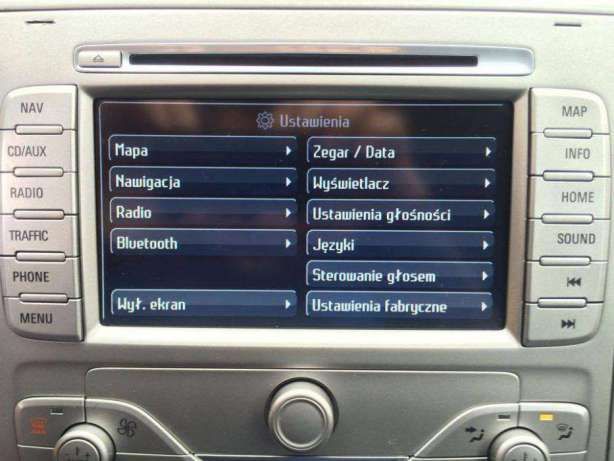 NAV
CD/AUX
RADIO
TRAFFIC
PHONE
MENU
Ustawienia
Mapa
Nawigacja
Radio
Bluetooth
Wył. ekran
Zegar / Data
Wyświetlacz
Ustawienia głośności
Języki
Sterowanie głosem
Ustawienia fabryczne
MAP
INFO
HOME
SOUND